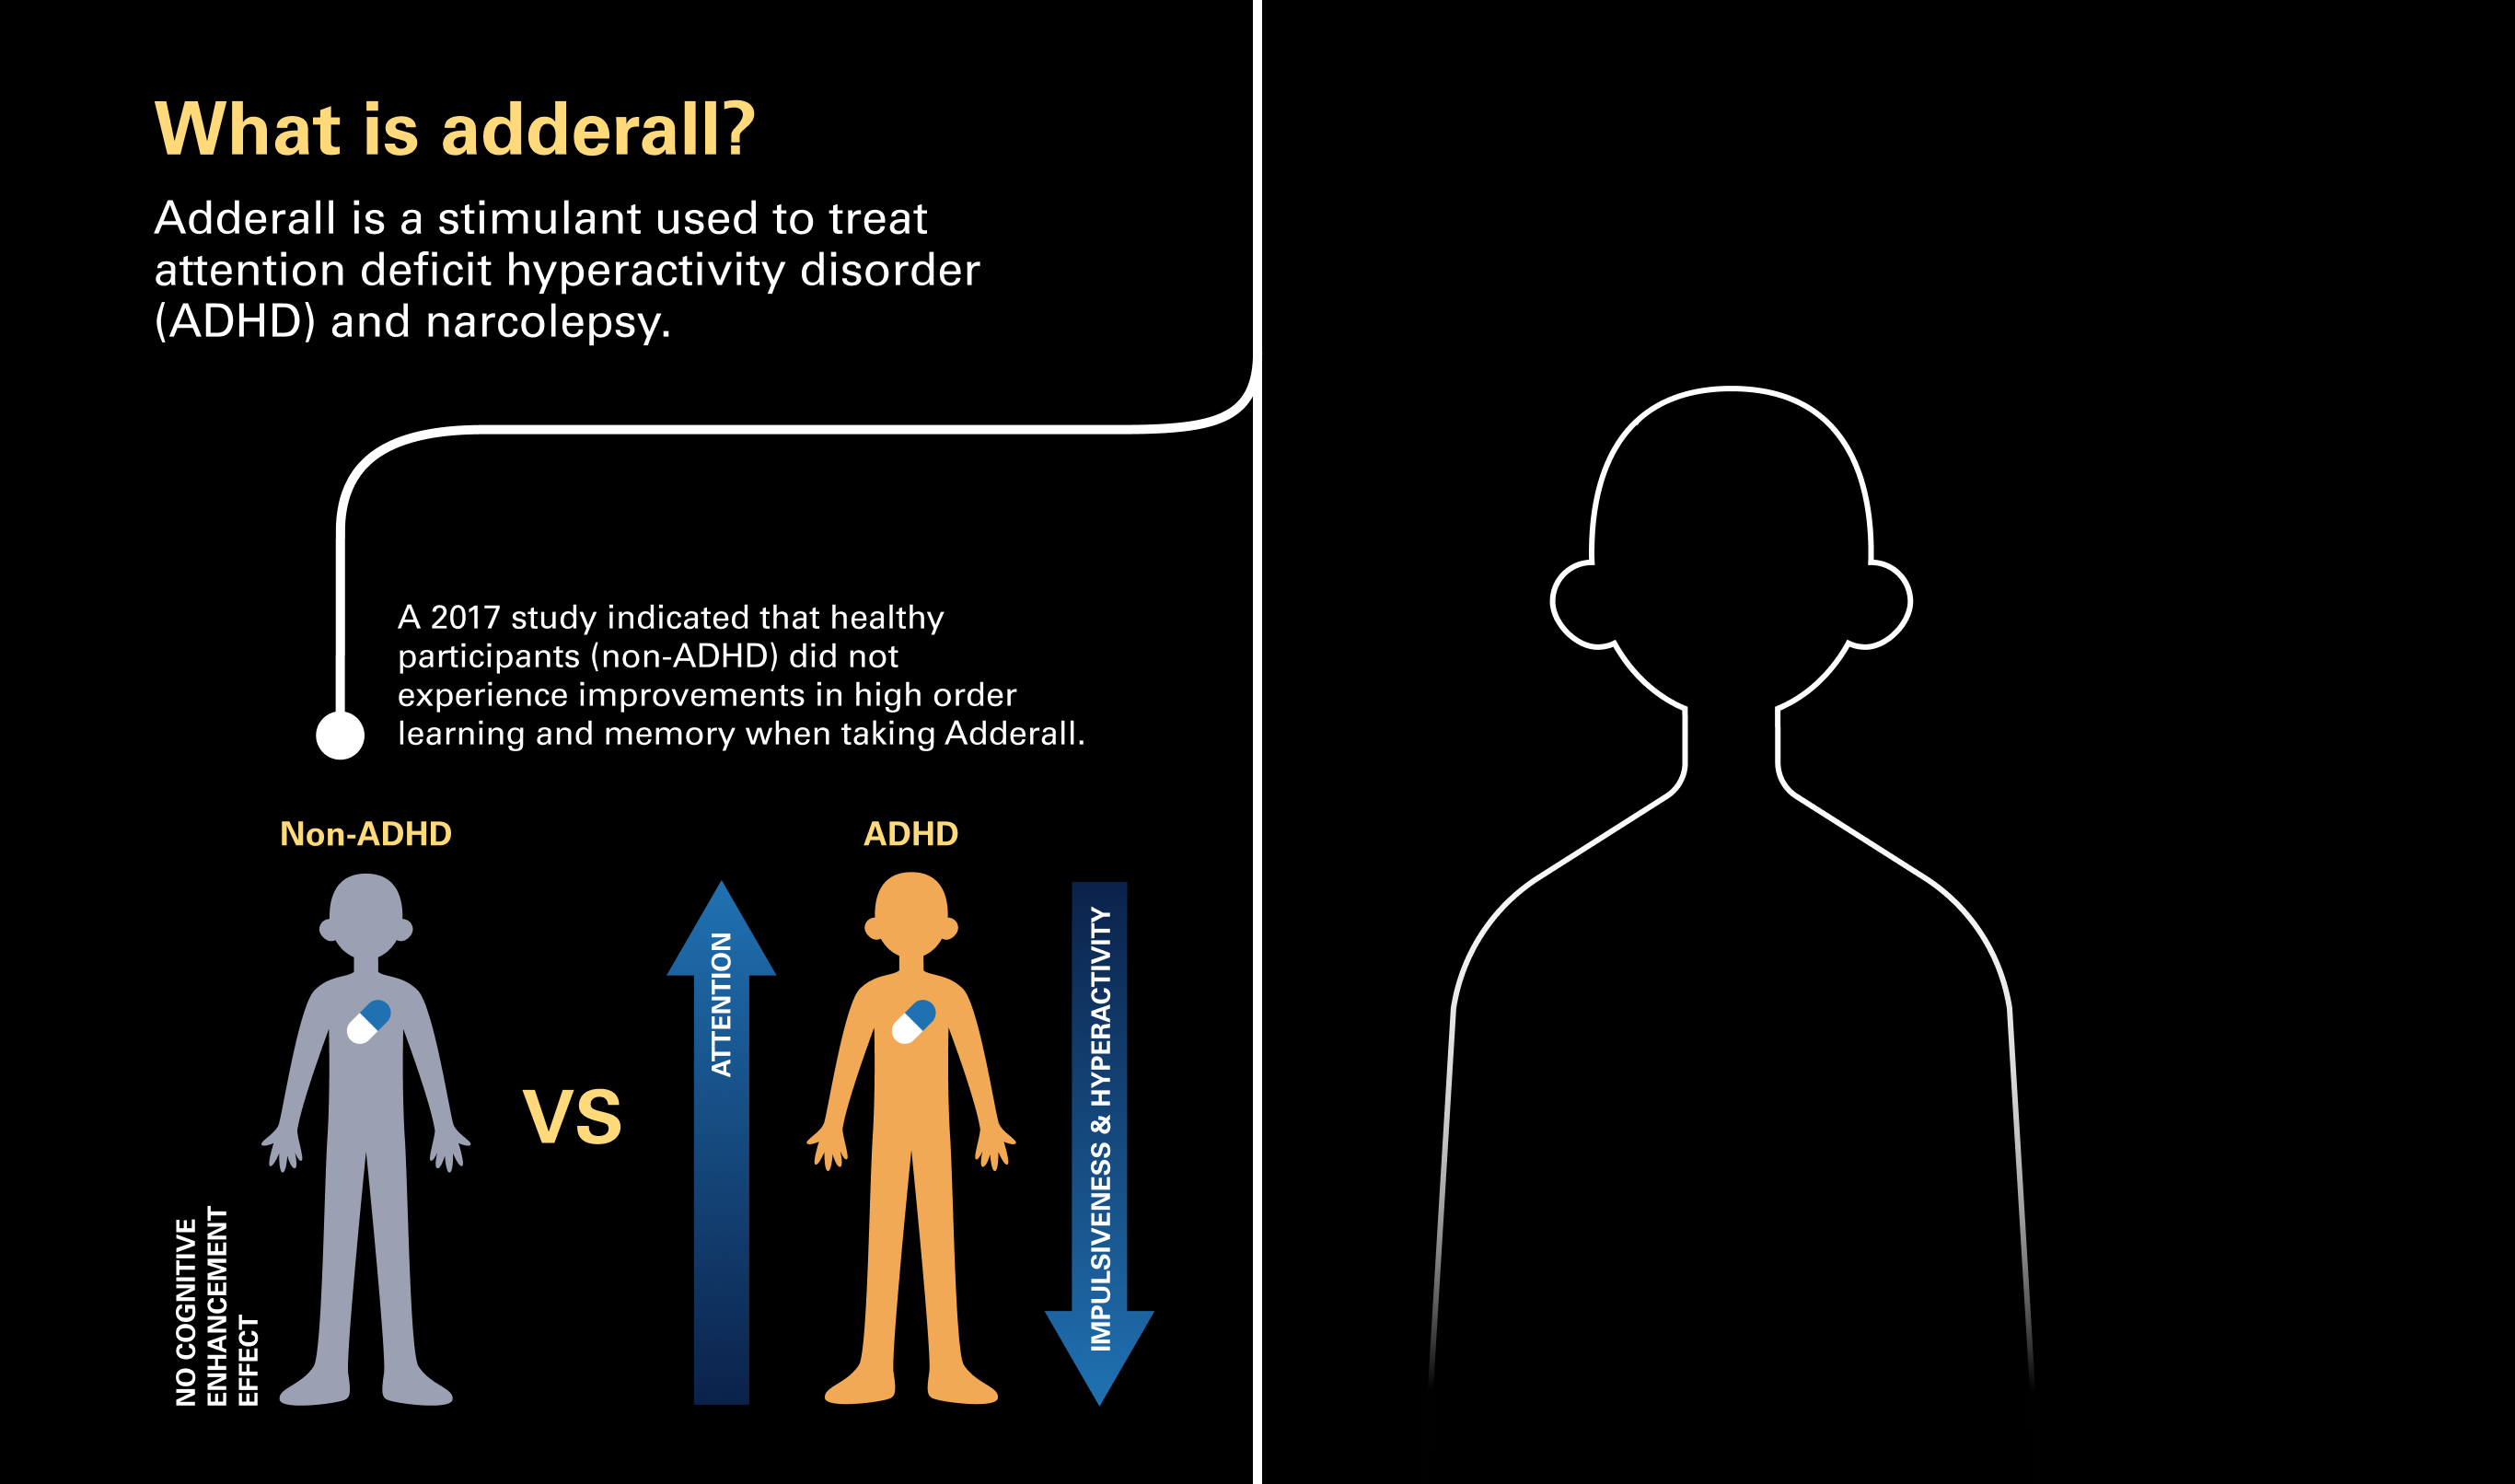 What is adderall?
Adderall is a stimulant used to treat
attention deficit hyperactivity disorder
(ADHD) and narcolepsy.
A 2017 study indicated that healthy
participants (non-ADHD) did not
experience improvements in high order
learning and memory when taking Adderall.
Non-ADHD
ADHD
NO COGNITIVE
ENHANCEMENT
EFFECT
VS
ATTENTION
IMPULSIVENESS & HYPERACTIVITY